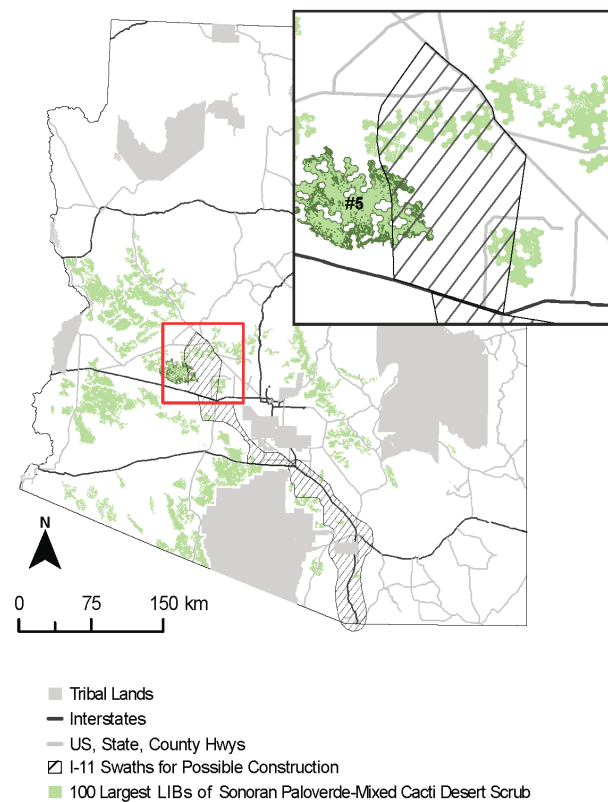 #5
N
0 75 150 km
Tribal Lands
Interstates
US, State, County Hwys
I-11 Swaths for Possible Construction
100 Largest LIBs of Sonoran Paloverde-Mixed Cacti Desert Scrub